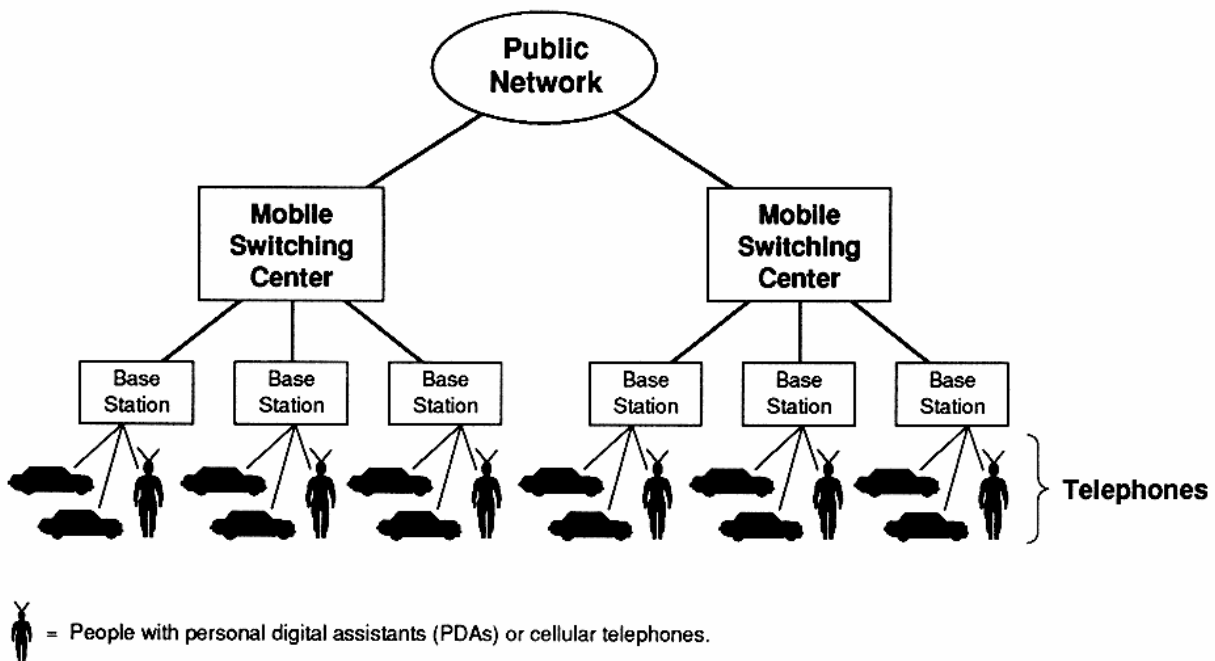 Public
Network
Mobile
Switching
Center
Mobile
Switching
Center
Base
Station
Base
Station
Base
Station
Base
Station
Base
Station
Base
Station
Telephones
= People with personal digital assistants (PDAs) or cellular telephones.